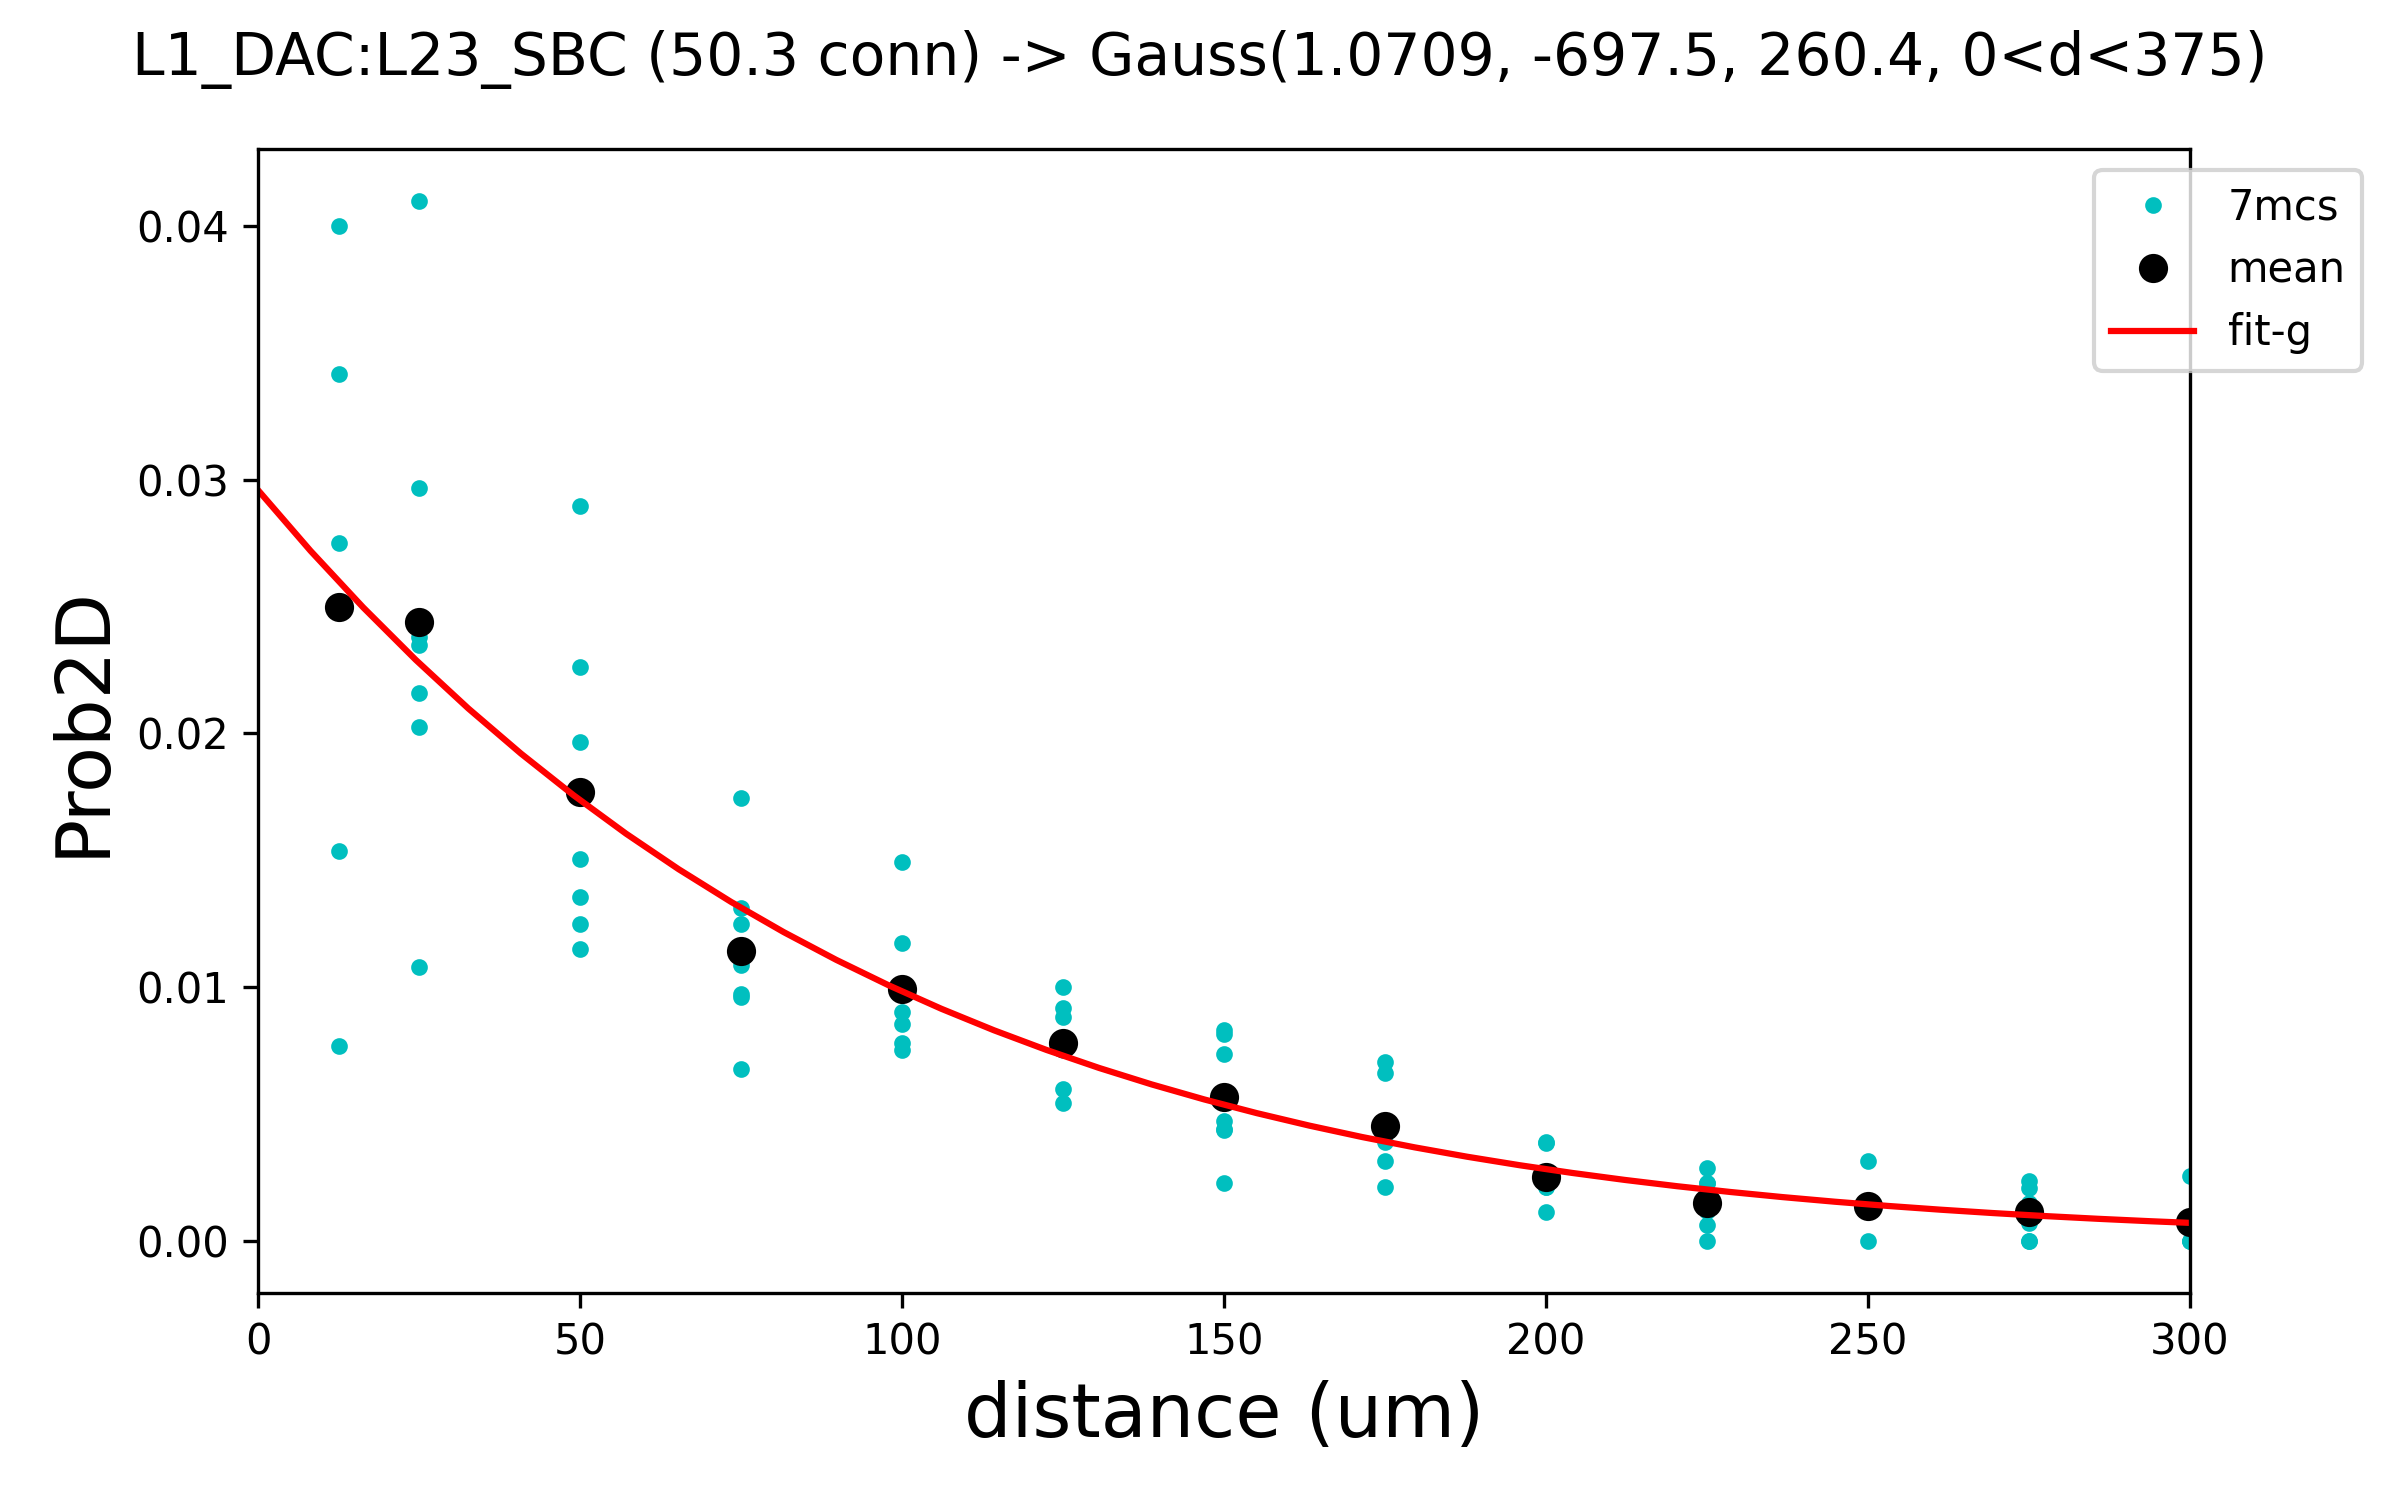 L1_DAC:L23_SBC (50.3 conn) -> Gauss(1.0709, -697.5, 260.4, 0<d<375)
7mcs
mean
fit-g
Prob2D
0.04
0.03
0.02
0.01
0.00
0 50 100 150 200 250 300
distance (um)